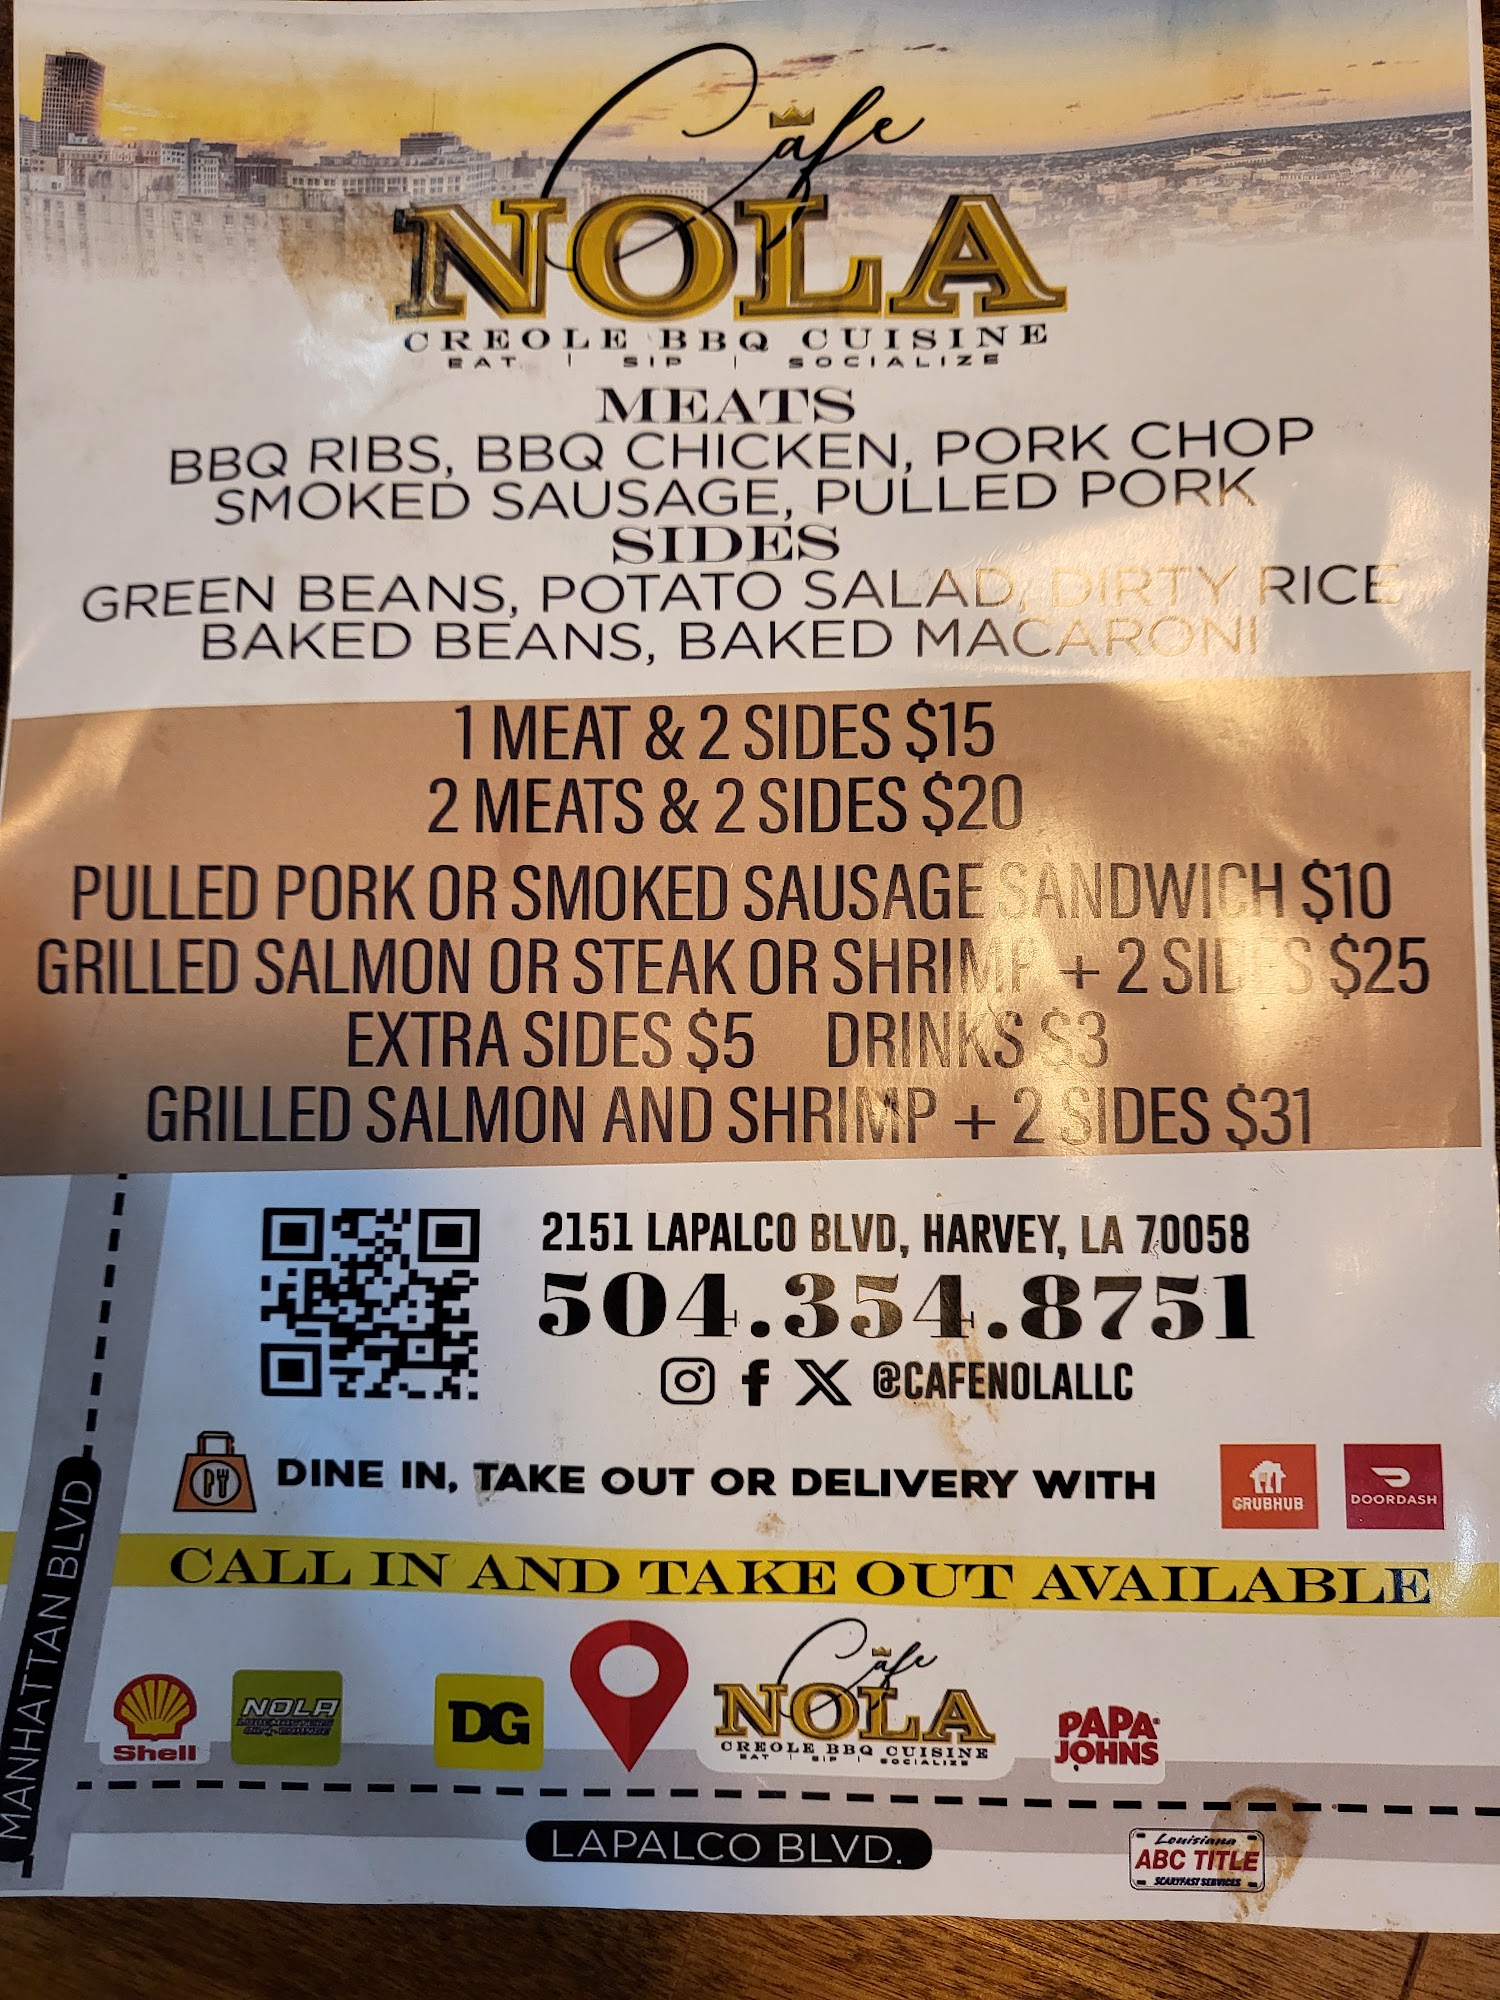 Cafe
NOLA
CREOLE BBQ CUISINE
EAT | SIP | SOCIALIZE
MEATS
BBQ RIBS, BBQ CHICKEN, PORK CHOP
SMOKED SAUSAGE, PULLED PORK
SIDES
GREEN BEANS, POTATO SALAD, DIRTY RICE
BAKED BEANS, BAKED MACARONI
1 MEAT & 2 SIDES $15
2 MEATS & 2 SIDES $20
PULLED PORK OR SMOKED SAUSAGE SANDWICH $10
GRILLED SALMON OR STEAK OR SHRIMP + 2 SIDES $25
EXTRA SIDES $5 DRINKS $3
GRILLED SALMON AND SHRIMP + 2 SIDES $31
2151 LAPALCO BLVD, HARVEY, LA 70058
504.354.8751
@CAFENOLALLC
DINE IN, TAKE OUT OR DELIVERY WITH
GRUBHUB
DOORDASH
CALL IN AND TAKE OUT AVAILABLE
MANHATTAN BLVD
Shell
NOLA
DG
Cafe
NOLA
CREOLE BBQ CUISINE
EAT | SIP | SOCIALIZE
PAPA JOHNS
LAPALCO BLVD.
Louisiana
ABC TITLE